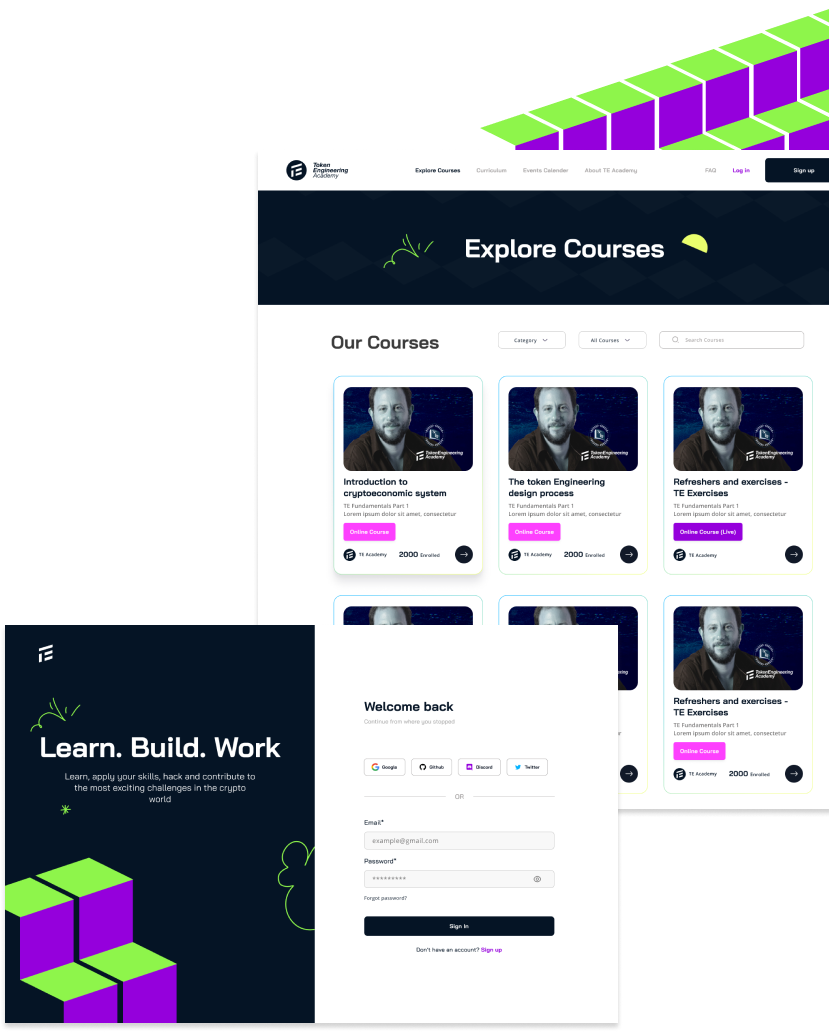 Token
Engineering
Academy
Explore Courses
Curriculum
Events Calendar
About TE Academy
FAQ
Log in
Sign up
Explore Courses
Our Courses
Category
All Courses
Search Courses
TokenEngineering
Academy
Introduction to
cryptoeconomic system
TE Fundamentals Part 1
Lorem ipsum dolor sit amet, consectetur
Online Course
TE Academy
2000 Enrolled
TokenEngineering
Academy
The token Engineering
design process
TE Fundamentals Part 1
Lorem ipsum dolor sit amet, consectetur
Online Course
TE Academy
2000 Enrolled
TokenEngineering
Academy
Refreshers and exercises -
TE Exercises
TE Fundamentals Part 1
Lorem ipsum dolor sit amet, consectetur
Online Course (Live)
TE Academy
TokenEngineering
Academy
Refreshers and exercises -
TE Exercises
TE Fundamentals Part 1
Lorem ipsum dolor sit amet, consectetur
Online Course
TE Academy
2000 Enrolled
Learn. Build. Work
Learn, apply your skills, hack and contribute to
the most exciting challenges in the crypto
world
Welcome back
Continue from where you stopped
Google
Github
Discord
Twitter
OR
Email*
example@gmail.com
Password*
*********
Forgot password?
Sign In
Don't have an account? Sign up